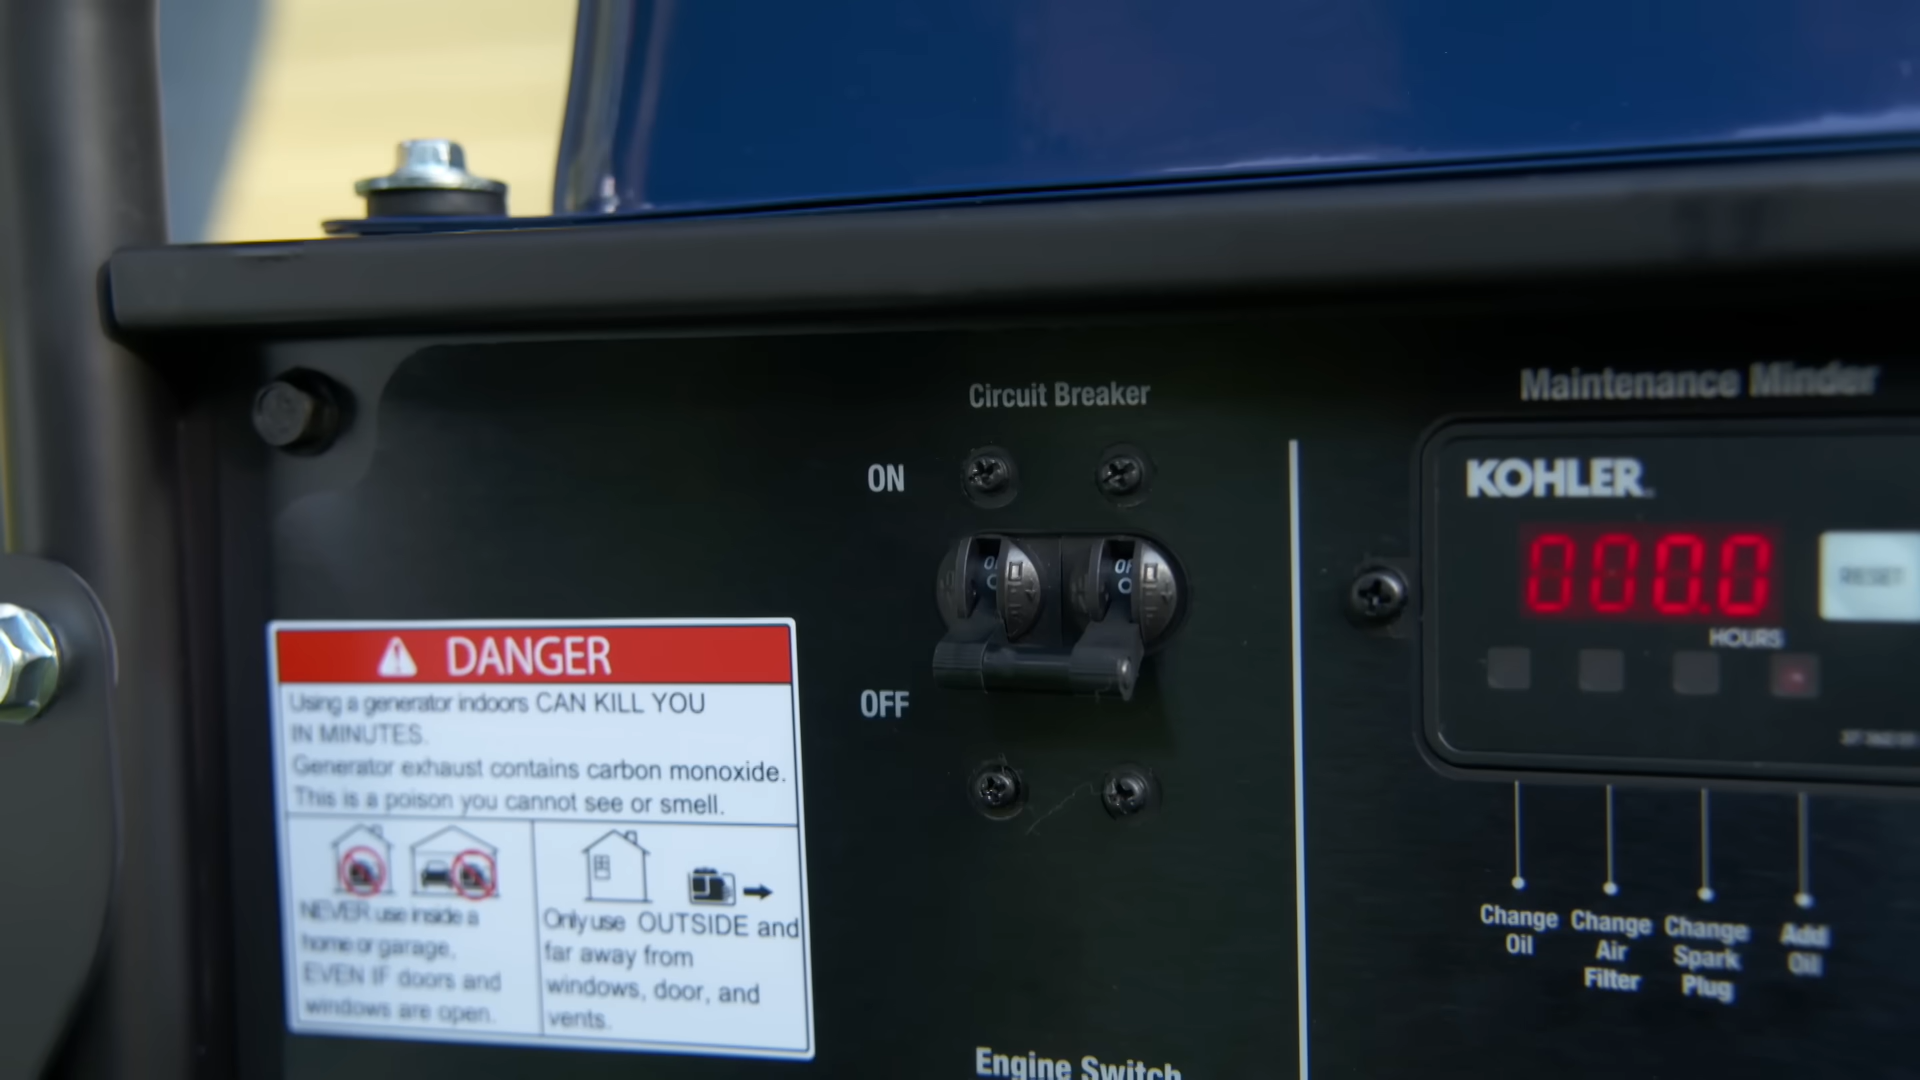 Circuit Breaker
ON
OFF
OFF
OFF
Engine Switch
Maintenance Minder
KOHLER
000.0
RESET
HOURS
Change
Oil
Change
Air
Filter
Change
Spark
Plug
Add
Oil
DANGER
Using a generator indoors CAN KILL YOU
IN MINUTES.
Generator exhaust contains carbon monoxide.
This is a poison you cannot see or smell.
NEVER use inside a
home or garage,
EVEN IF doors and
windows are open.
Only use OUTSIDE and
far away from
windows, door, and
vents.